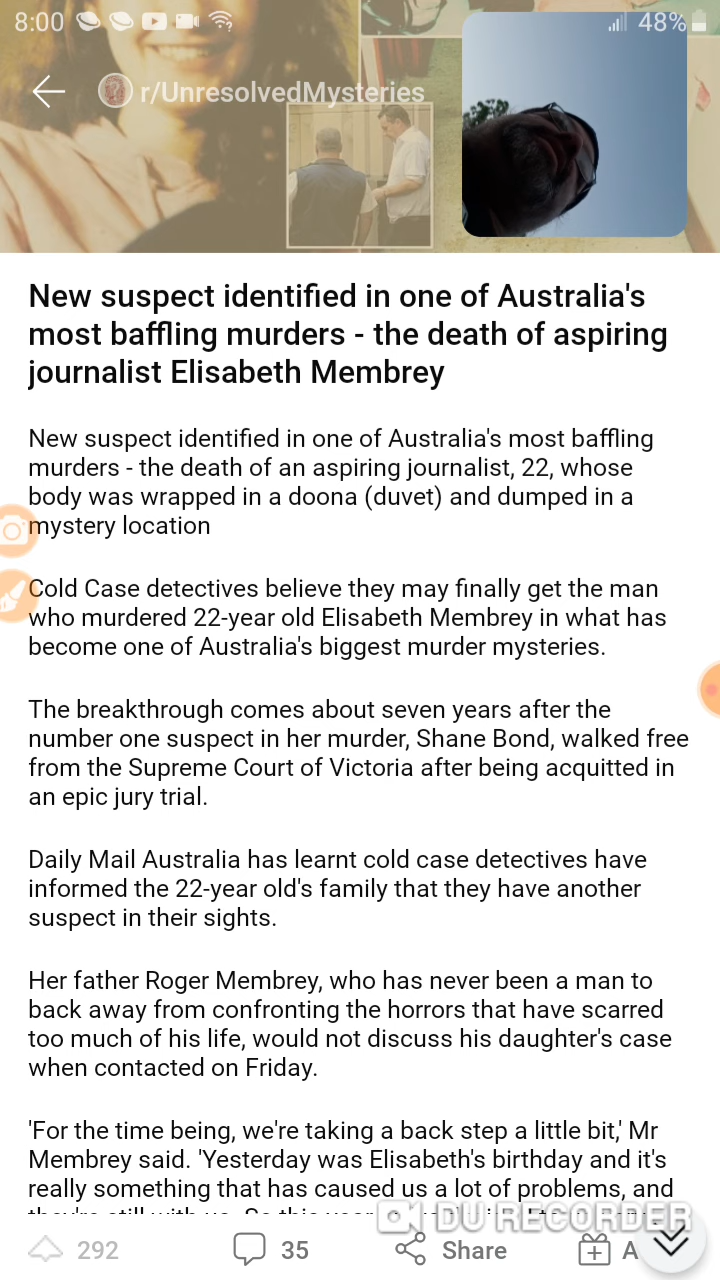 8:00
48%
r/UnresolvedMysteries
New suspect identified in one of Australia's
most baffling murders - the death of aspiring
journalist Elisabeth Membrey
New suspect identified in one of Australia's most baffling
murders - the death of an aspiring journalist, 22, whose
body was wrapped in a doona (duvet) and dumped in a
mystery location
Cold Case detectives believe they may finally get the man
who murdered 22-year old Elisabeth Membrey in what has
become one of Australia's biggest murder mysteries.
The breakthrough comes about seven years after the
number one suspect in her murder, Shane Bond, walked free
from the Supreme Court of Victoria after being acquitted in
an epic jury trial.
Daily Mail Australia has learnt cold case detectives have
informed the 22-year old's family that they have another
suspect in their sights.
Her father Roger Membrey, who has never been a man to
back away from confronting the horrors that have scarred
too much of his life, would not discuss his daughter's case
when contacted on Friday.
'For the time being, we're taking a back step a little bit,' Mr
Membrey said. 'Yesterday was Elisabeth's birthday and it's
really something that has caused us a lot of problems, and
they're still with us. So this year
DU RECORDER
292
35
Share
A